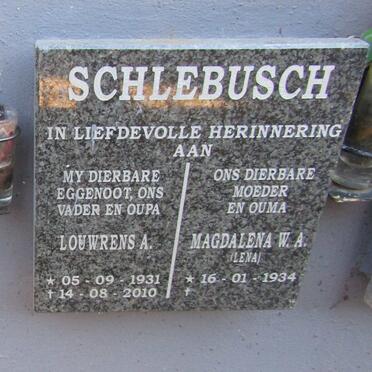 SCHLEBUSCH
IN LIEFDEVOLLE HERINNERING
AAN
MY DIERBARE
EGGENOOT, ONS
VADER EN OUPA
LOUWRENS A.
★ 05 - 09 - 1931
† 14 - 08 - 2010
ONS DIERBARE
MOEDER
EN OUMA
MAGDALENA W. A.
(LENA)
★ 16 - 01 - 1934
†